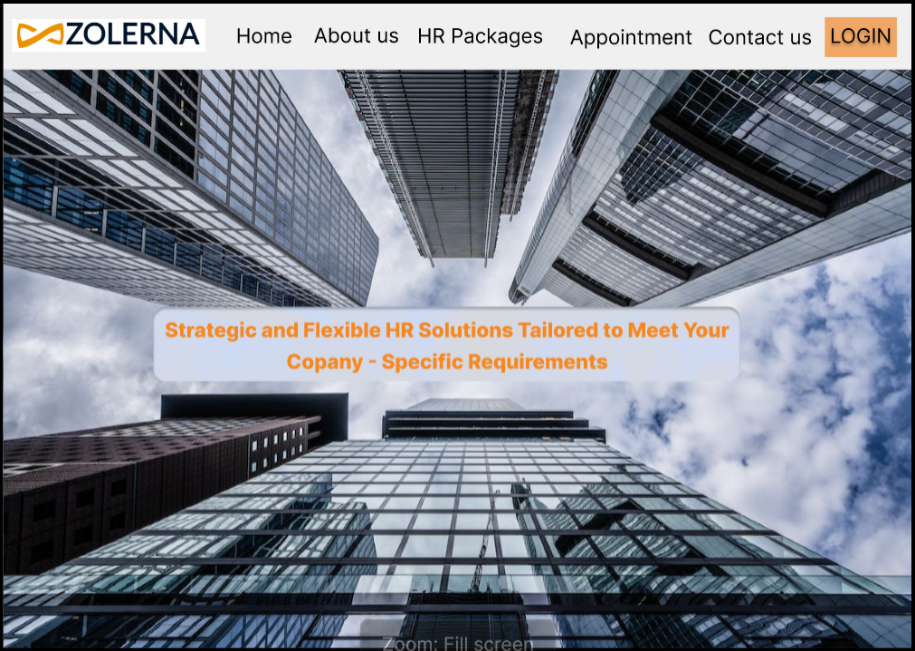 ZOLERNA
Home About us HR Packages Appointment Contact us LOGIN
Strategic and Flexible HR Solutions Tailored to Meet Your
Copany - Specific Requirements
Zoom: Fill screen